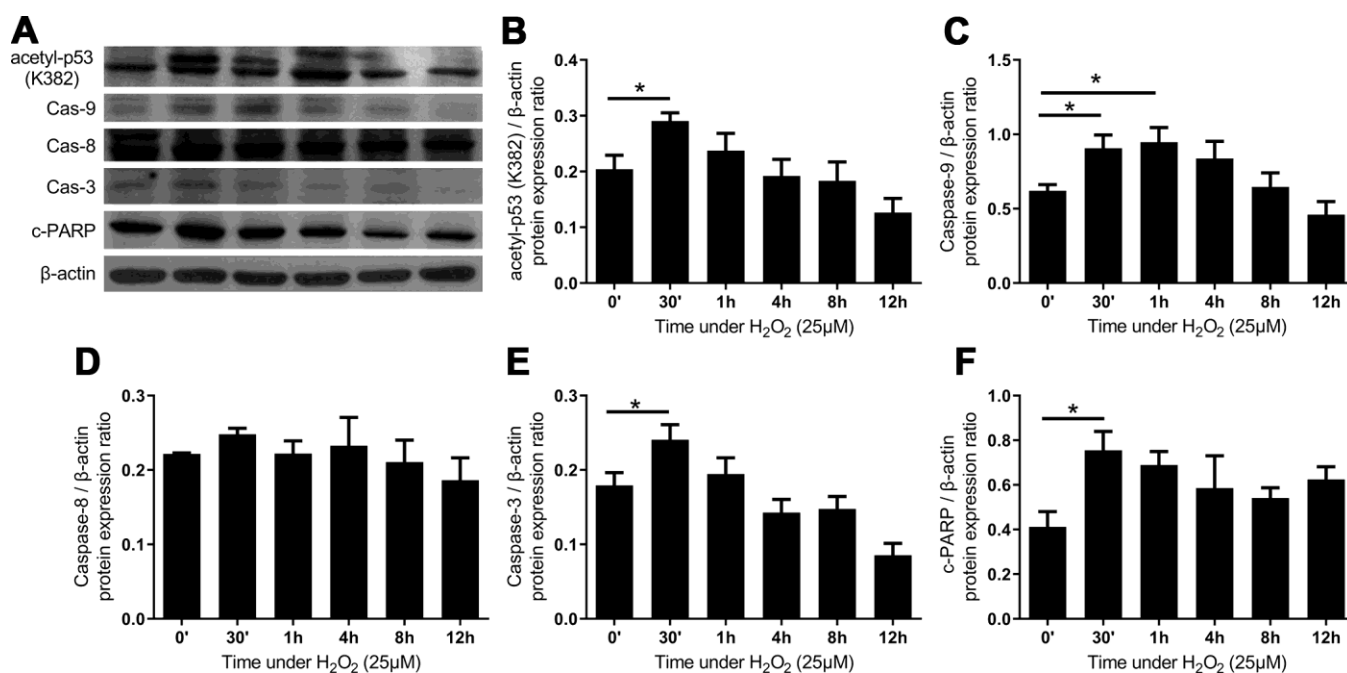 A
acetyl-p53
(K382)
Cas-9
Cas-8
Cas-3
c-PARP
β-actin
B
acetyl-p53 (K382) / β-actin
protein expression ratio
0.4
0.3
0.2
0.1
0.0
*
0' 30' 1h 4h 8h 12h
Time under H₂O₂ (25µM)
C
Caspase-9 / β-actin
protein expression ratio
1.5
1.0
0.5
0.0
*
*
0' 30' 1h 4h 8h 12h
Time under H₂O₂ (25µM)
D
Caspase-8 / β-actin
protein expression ratio
0.3
0.2
0.1
0.0
0' 30' 1h 4h 8h 12h
Time under H₂O₂ (25µM)
E
Caspase-3 / β-actin
protein expression ratio
0.3
0.2
0.1
0.0
*
0' 30' 1h 4h 8h 12h
Time under H₂O₂ (25µM)
F
c-PARP / β-actin
protein expression ratio
1.0
0.8
0.6
0.4
0.2
0.0
*
0' 30' 1h 4h 8h 12h
Time under H₂O₂ (25µM)